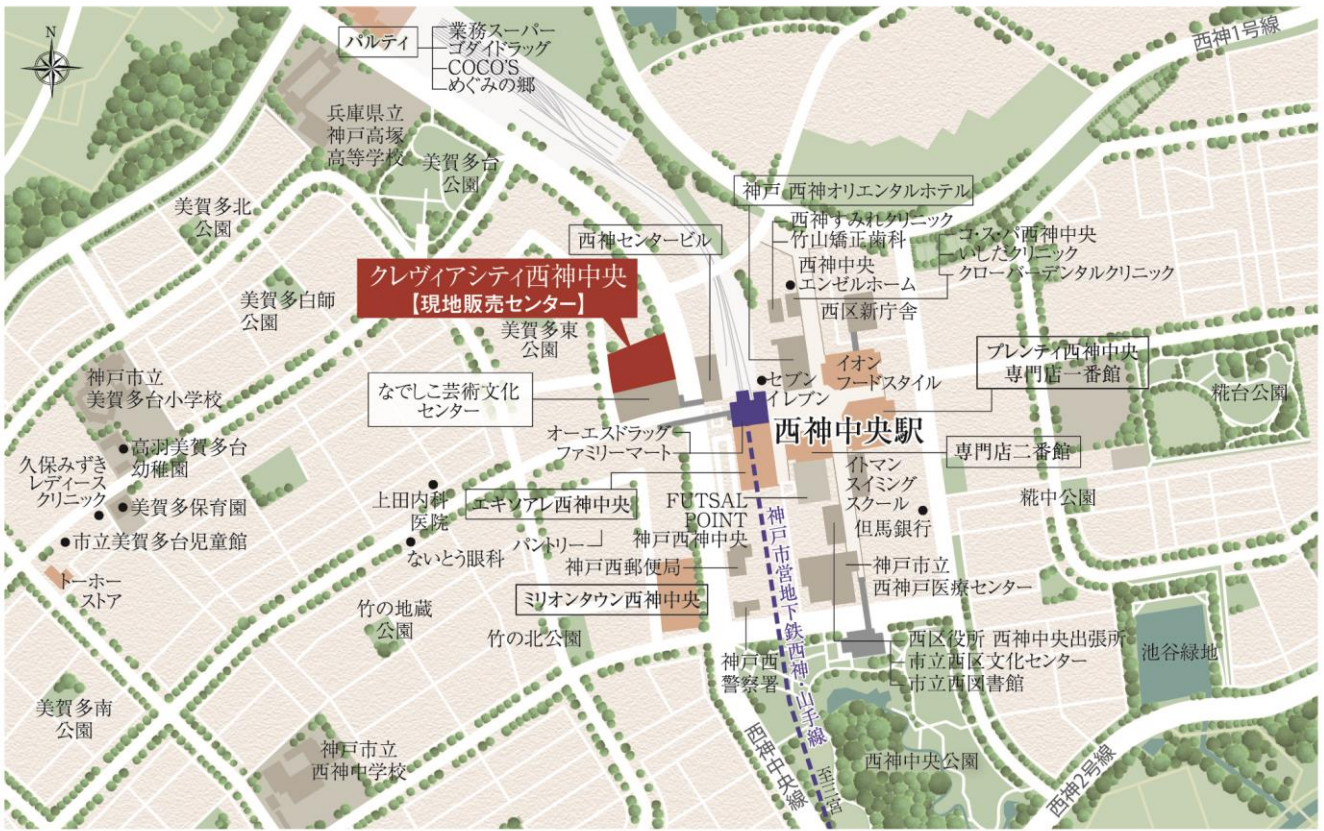 N
パルティ
業務スーパー
ゴダイドラッグ
COCO'S
めぐみの郷
西神1号線
兵庫県立
神戸高塚
高等学校
美賀多台
公園
美賀多北
公園
神戸 西神オリエンタルホテル
西神すみれクリニック
竹山矯正歯科
コ・ス・パ西神中央
いしだクリニック
クローバーデンタルクリニック
西神センタービル
西神中央
エンゼルホーム
西区新庁舎
クレヴィアシティ西神中央
【現地販売センター】
美賀多白師
公園
美賀多東
公園
プレンティ西神中央
専門店一番館
イオン
フードスタイル
セブン
イレブン
神戸市立
美賀多台小学校
なでしこ芸術文化
センター
糀台公園
西神中央駅
オーエスドラッグ
ファミリーマート
専門店二番館
高羽美賀多台
幼稚園
久保みずき
レディース
クリニック
イトマン
スイミング
スクール
上田内科
医院
エキソアレ西神中央
FUTSAL
POINT
神戸西神中央
糀中公園
美賀多保育園
但馬銀行
市立美賀多台児童館
ないとう眼科
パントリー
神戸西郵便局
神戸市立
西神戸医療センター
トーホー
ストア
ミリオンタウン西神中央
竹の地蔵
公園
竹の北公園
神戸市営地下鉄西神・山手線
至三宮
西区役所 西神中央出張所
市立西区文化センター
市立西図書館
池谷緑地
神戸西
警察署
美賀多南
公園
神戸市立
西神中学校
西神中央線
西神中央公園
西神2号線